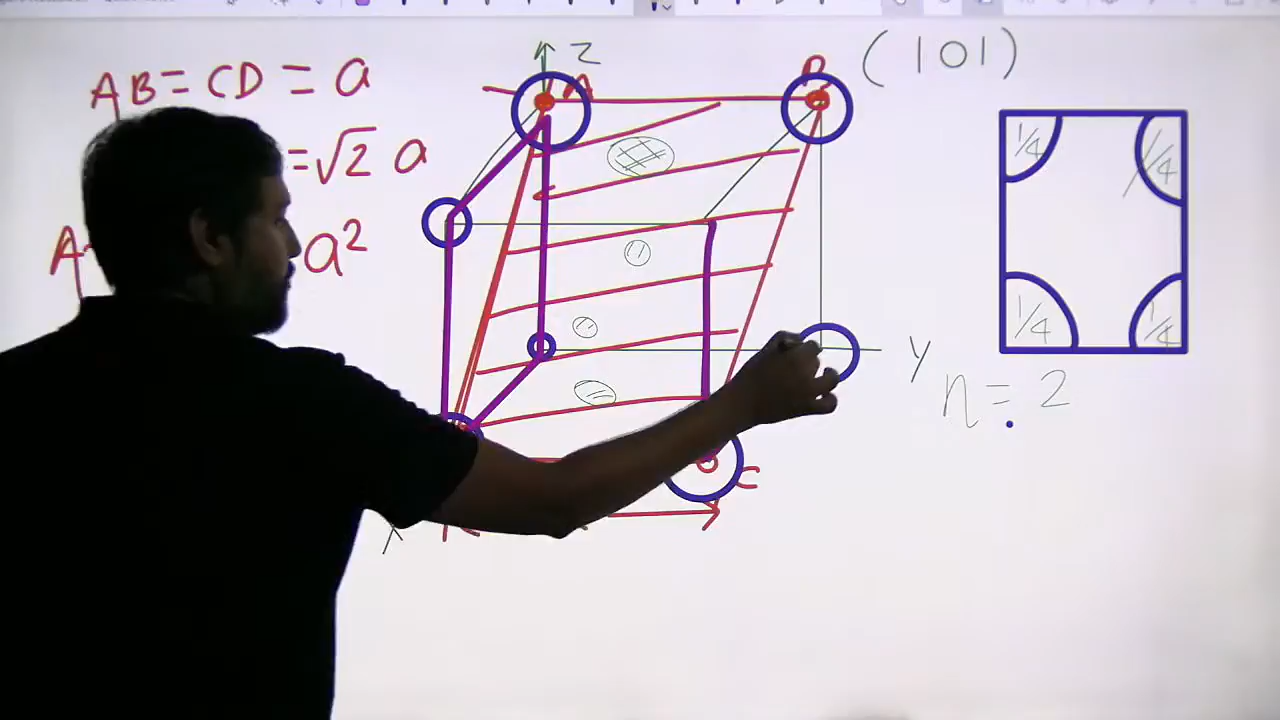 AB = CD = a
= √2 a
A
a²
Z
A
B
(101)
1/4
1/4
1/4
1/4
Y
n = 2
C
X